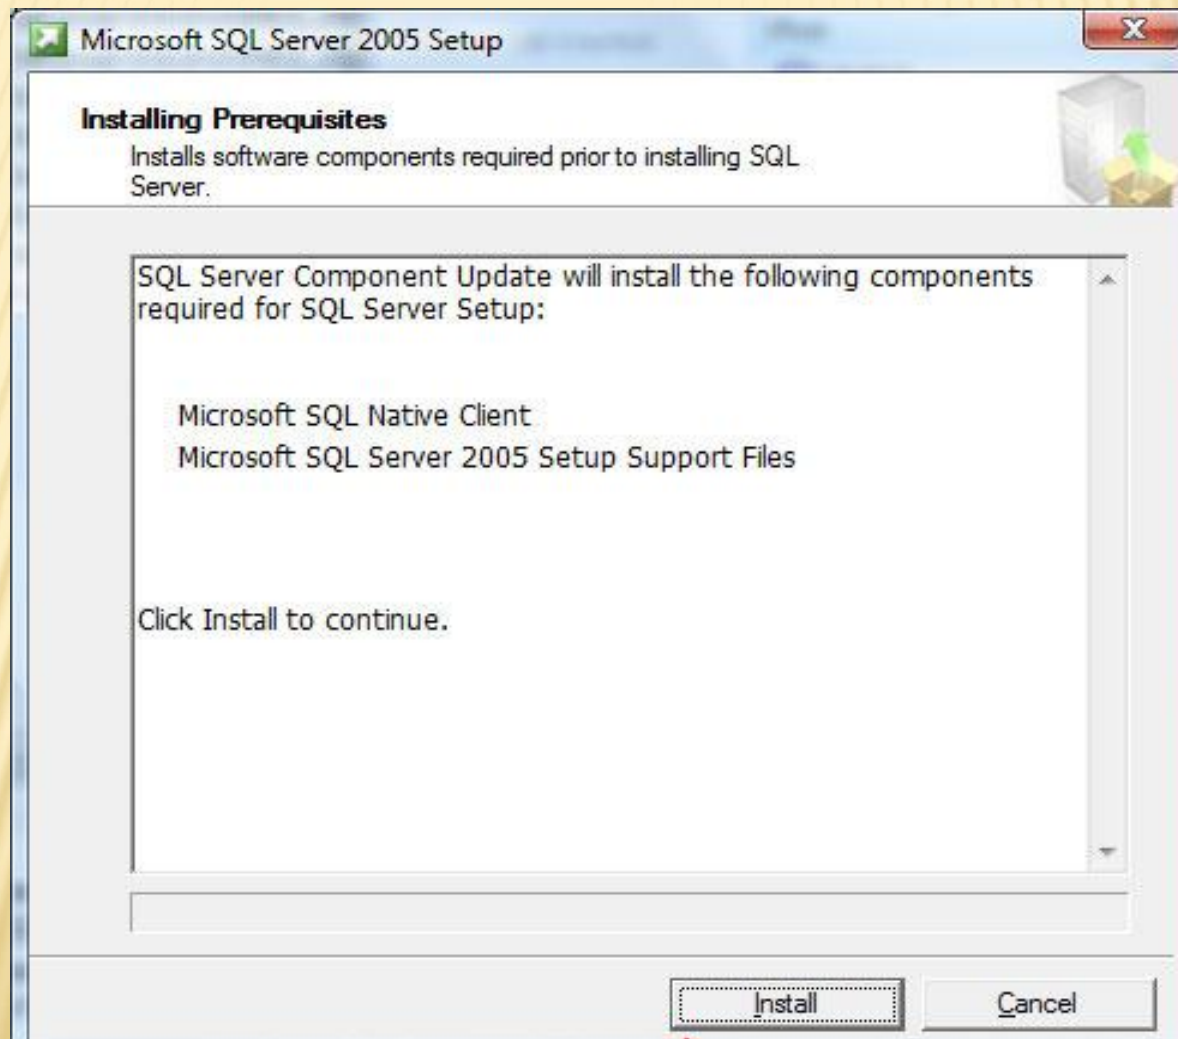 Microsoft SQL Server 2005 Setup
Installing Prerequisites
Installs software components required prior to installing SQL
Server.
SQL Server Component Update will install the following components
required for SQL Server Setup:
Microsoft SQL Native Client
Microsoft SQL Server 2005 Setup Support Files
Click Install to continue.
Install
Cancel